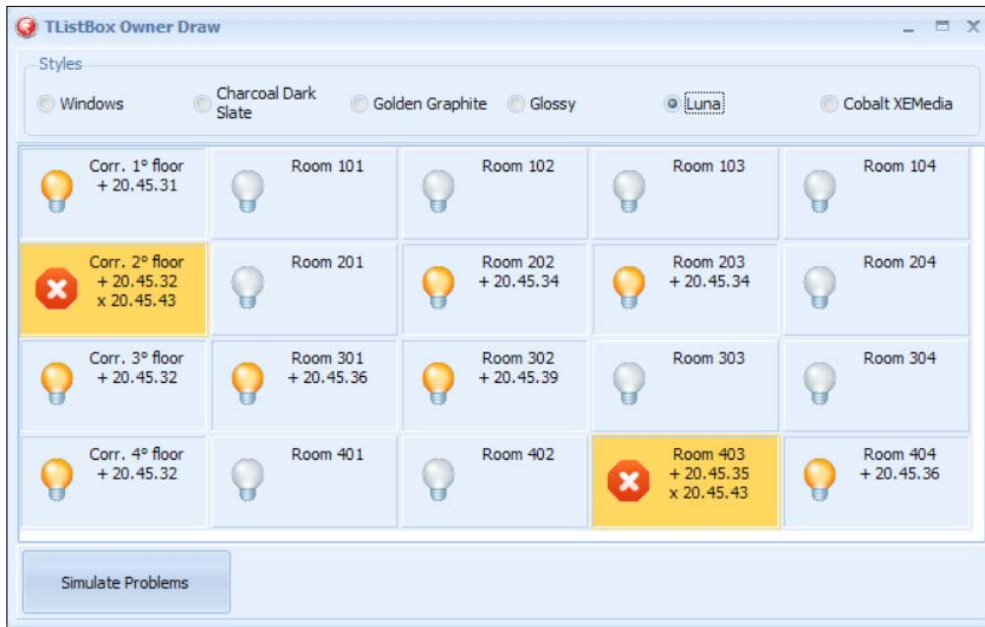 TListBox Owner Draw
Styles
Windows
Charcoal Dark
Slate
Golden Graphite
Glossy
Luna
Cobalt XEMedia
Corr. 1° floor
+ 20.45.31
Room 101
Room 102
Room 103
Room 104
Corr. 2° floor
+ 20.45.32
x 20.45.43
Room 201
Room 202
+ 20.45.34
Room 203
+ 20.45.34
Room 204
Corr. 3° floor
+ 20.45.32
Room 301
+ 20.45.36
Room 302
+ 20.45.39
Room 303
Room 304
Corr. 4° floor
+ 20.45.32
Room 401
Room 402
Room 403
+ 20.45.35
x 20.45.43
Room 404
+ 20.45.36
Simulate Problems